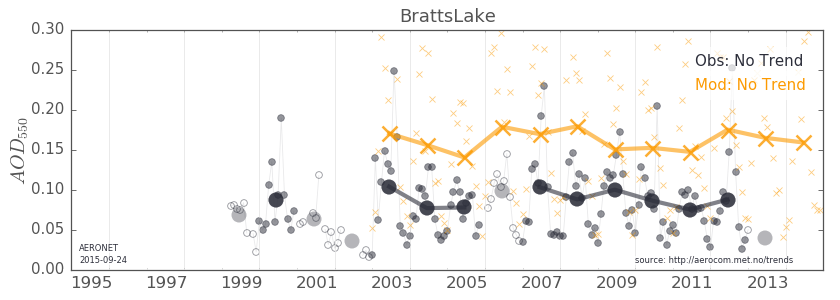 BrattsLake
0.30
0.25
0.20
0.15
0.10
0.05
0.00
AOD550
Obs: No Trend
Mod: No Trend
AERONET
2015-09-24
source: http://aerocom.met.no/trends
1995 1997 1999 2001 2003 2005 2007 2009 2011 2013